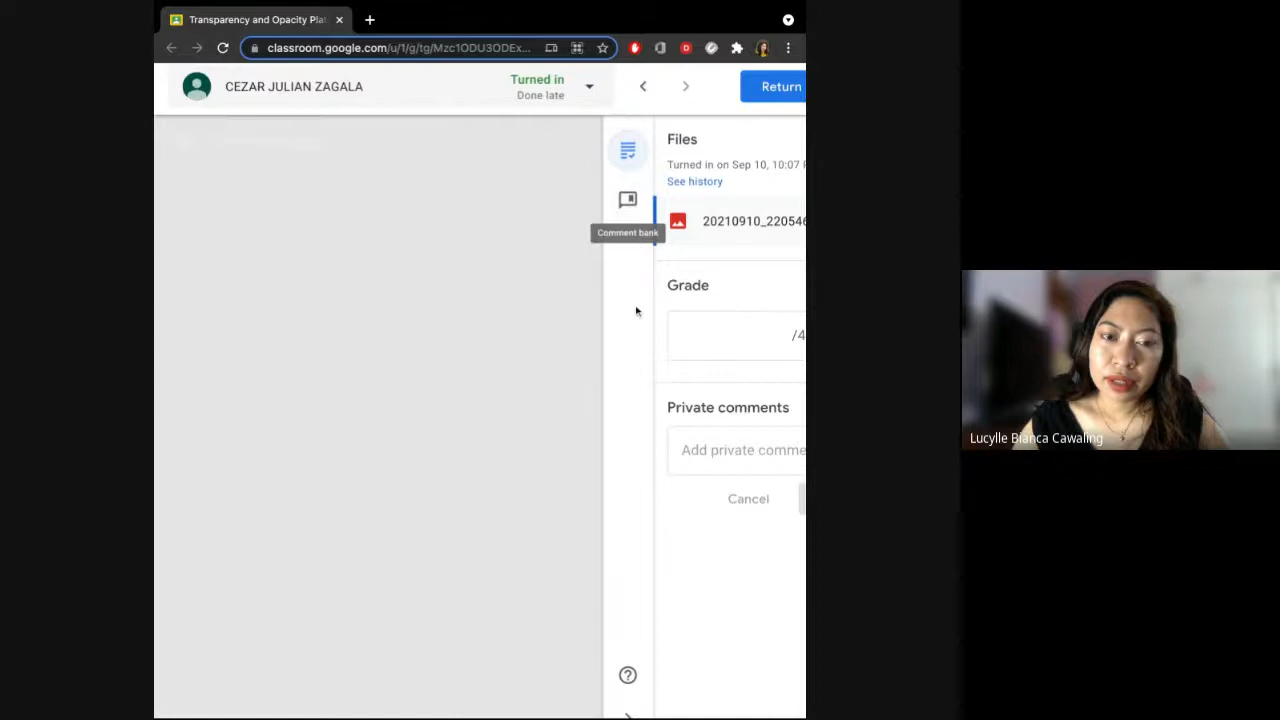 Transparency and Opacity Plat
classroom.google.com/u/1/g/tg/Mzc1ODU3ODEx...
CEZAR JULIAN ZAGALA
Turned in
Done late
Return
Files
Turned in on Sep 10, 10:07
See history
20210910_220546
Comment bank
Grade
/4
Private comments
Add private comme
Cancel
Lucylle Bianca Cawaling